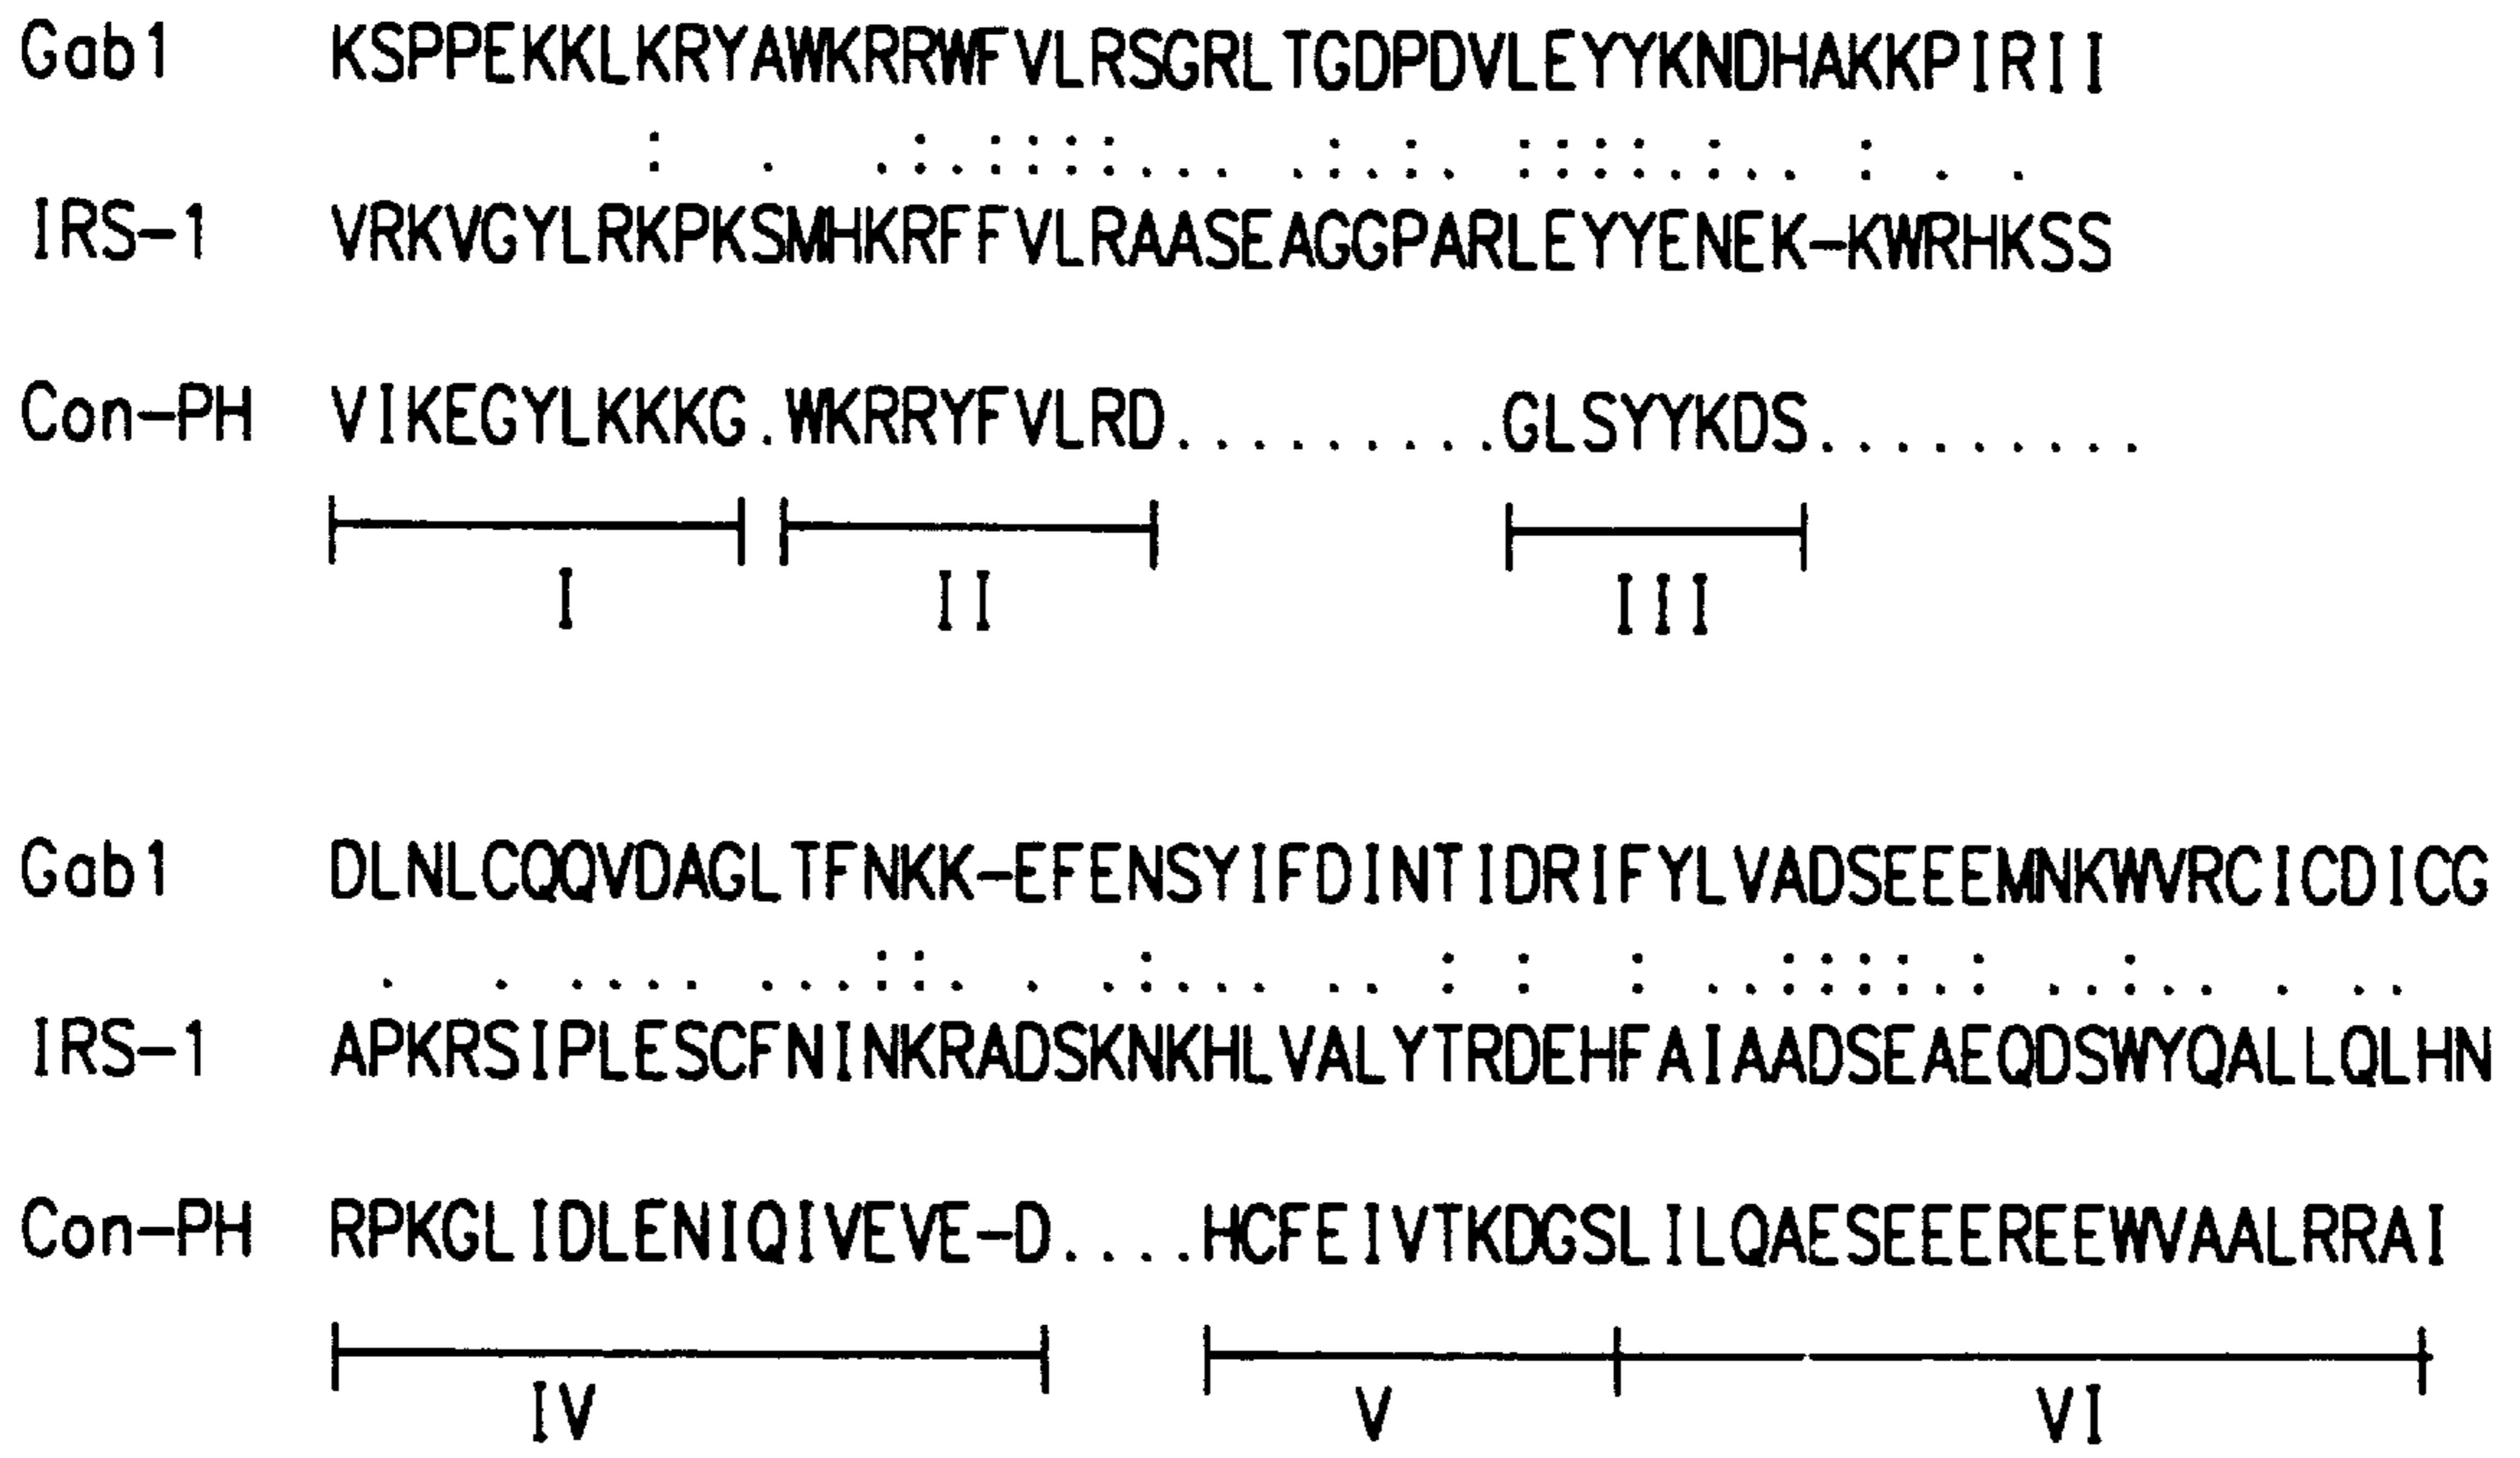 Gab1 KSPPEKKLKRYAWKRRWFVLRSGRLTGDPDVLEYYKNDHAKKPIRII
IRS-1 VRKVGYLRKPKSMHKRFFVLRAASEAGGPARLEYYENEK-KWRHKSS
Con-PH VIKEGYLKKKG.WKRRYFVLRD.........GLSYYKDS.........
I II III
Gab1 DLNLCQQVDAGLTFNKK-EFENSYIFDINTIDRIFYLVADSEEEMNKWVRCICDICG
IRS-1 APKRSIPLESCFNINKRADSKNKHLVALYTRDEHFAIAADSEAEQDSWYQALLQLHN
Con-PH RPKGLIDLENIQIVEVE-D....HCFEIVTKDGSLILQAESEEEREEWVAALRRAI
IV V VI